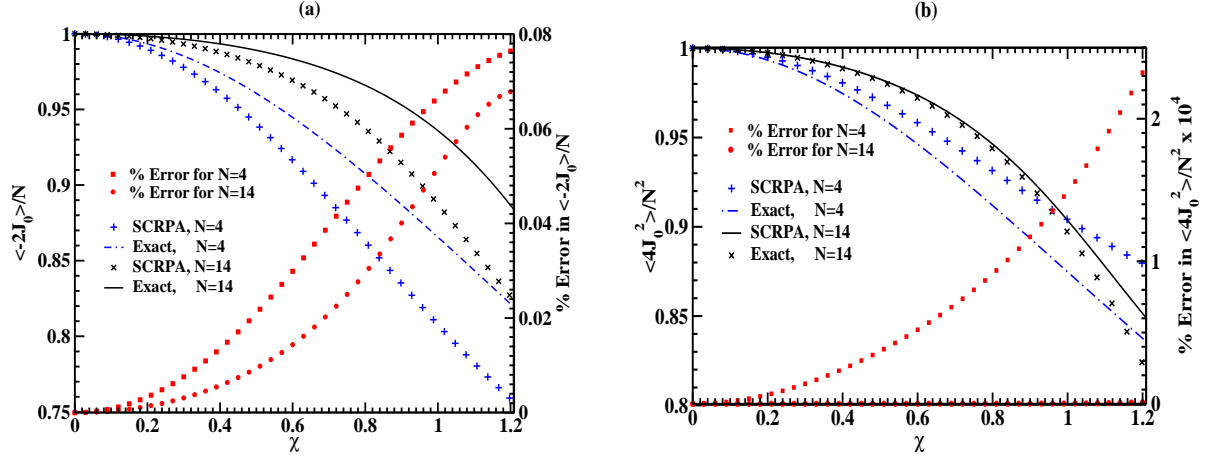 (a)
1
0.95
0.9
0.85
0.8
0.75
<-2J_0>/N
0.08
0.06
0.04
0.02
0
% Error in <-2J_0>/N
% Error for N=4
% Error for N=14
SCRPA, N=4
Exact, N=4
SCRPA, N=14
Exact, N=14
0 0.2 0.4 0.6 0.8 1 1.2
χ
(b)
1
0.95
0.9
0.85
0.8
<4J_0^2>/N^2
2
1
0
% Error in <4J_0^2>/N^2 x 10^4
% Error for N=4
% Error for N=14
SCRPA, N=4
Exact, N=4
SCRPA, N=14
Exact, N=14
0 0.2 0.4 0.6 0.8 1 1.2
χ